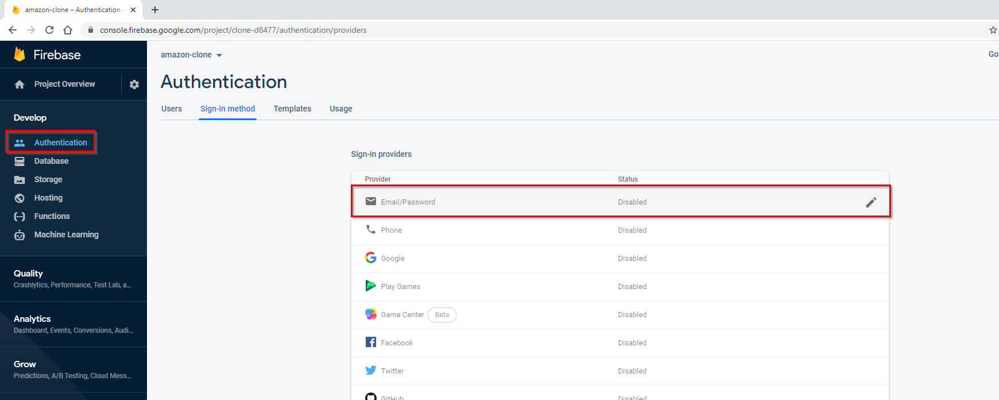 amazon-clone – Authentication –
console.firebase.google.com/project/clone-d8477/authentication/providers
Firebase
amazon-clone
Go
Project Overview
Authentication
Users Sign-in method Templates Usage
Develop
Authentication
Database
Storage
Hosting
Functions
Machine Learning
Quality
Crashlytics, Performance, Test Lab, a...
Analytics
Dashboard, Events, Conversions, Audi...
Grow
Predictions, A/B Testing, Cloud Mess...
Sign-in providers
Provider Status
Email/Password Disabled
Phone Disabled
Google Disabled
Play Games Disabled
Game Center Beta Disabled
Facebook Disabled
Twitter Disabled
GitHub Disabled